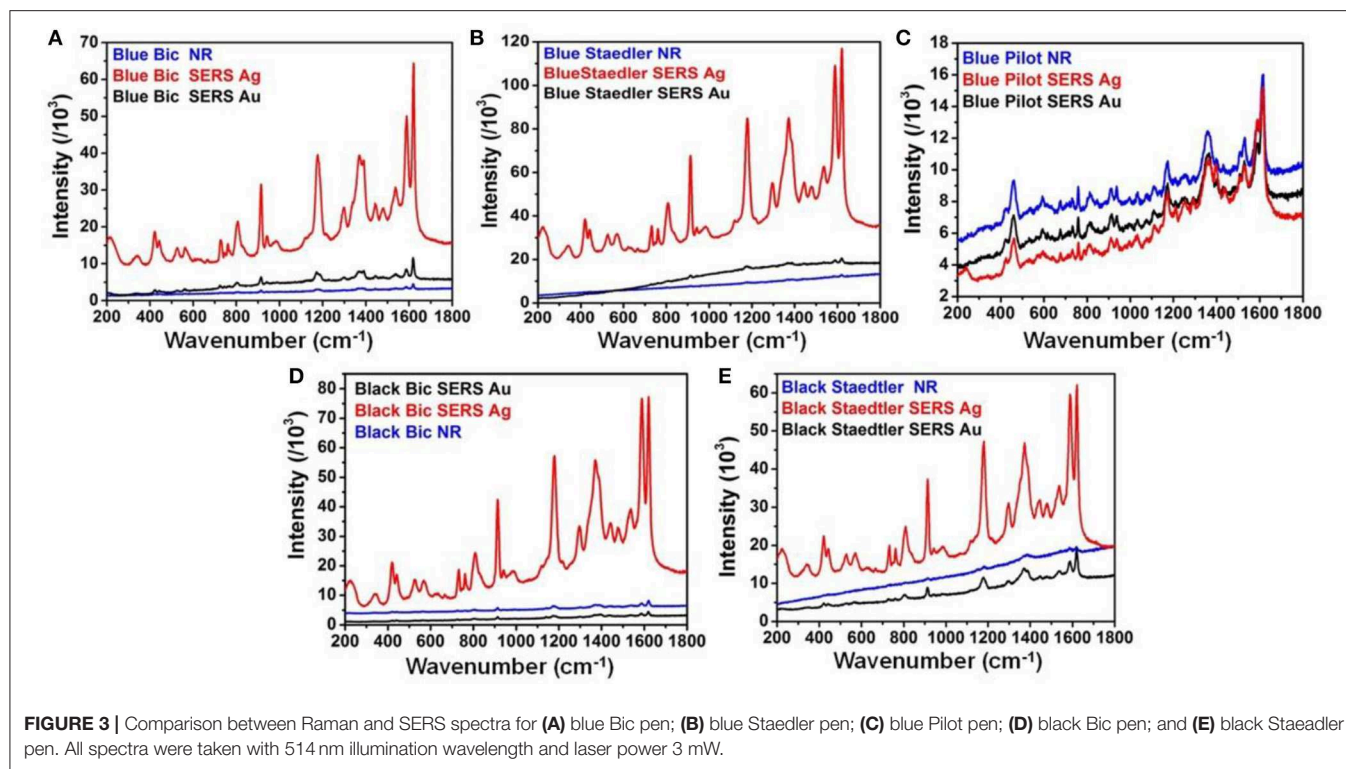 A
Blue Bic NR
Blue Bic SERS Ag
Blue Bic SERS Au
Intensity (/10³)
70
60
50
40
30
20
10
0
200 400 600 800 1000 1200 1400 1600 1800
Wavenumber (cm⁻¹)
B
Blue Staedler NR
BlueStaedler SERS Ag
Blue Staedler SERS Au
Intensity (/10³)
120
100
80
60
40
20
0
200 400 600 800 1000 1200 1400 1600 1800
Wavenumber (cm⁻¹)
C
Blue Pilot NR
Blue Pilot SERS Ag
Blue Pilot SERS Au
Intensity (/10³)
18
16
14
12
10
8
6
4
2
200 400 600 800 1000 1200 1400 1600 1800
Wavenumber (cm⁻¹)
D
Black Bic SERS Au
Black Bic SERS Ag
Black Bic NR
Intensity (/10³)
80
70
60
50
40
30
20
10
0
200 400 600 800 1000 1200 1400 1600 1800
Wavenumber (cm⁻¹)
E
Black Staedtler NR
Black Staedtler SERS Ag
Black Staedtler SERS Au
Intensity (10³)
60
50
40
30
20
10
0
200 400 600 800 1000 1200 1400 1600 1800
Wavenumber (cm⁻¹)
FIGURE 3 | Comparison between Raman and SERS spectra for (A) blue Bic pen; (B) blue Staedler pen; (C) blue Pilot pen; (D) black Bic pen; and (E) black Staeadler
pen. All spectra were taken with 514 nm illumination wavelength and laser power 3 mW.